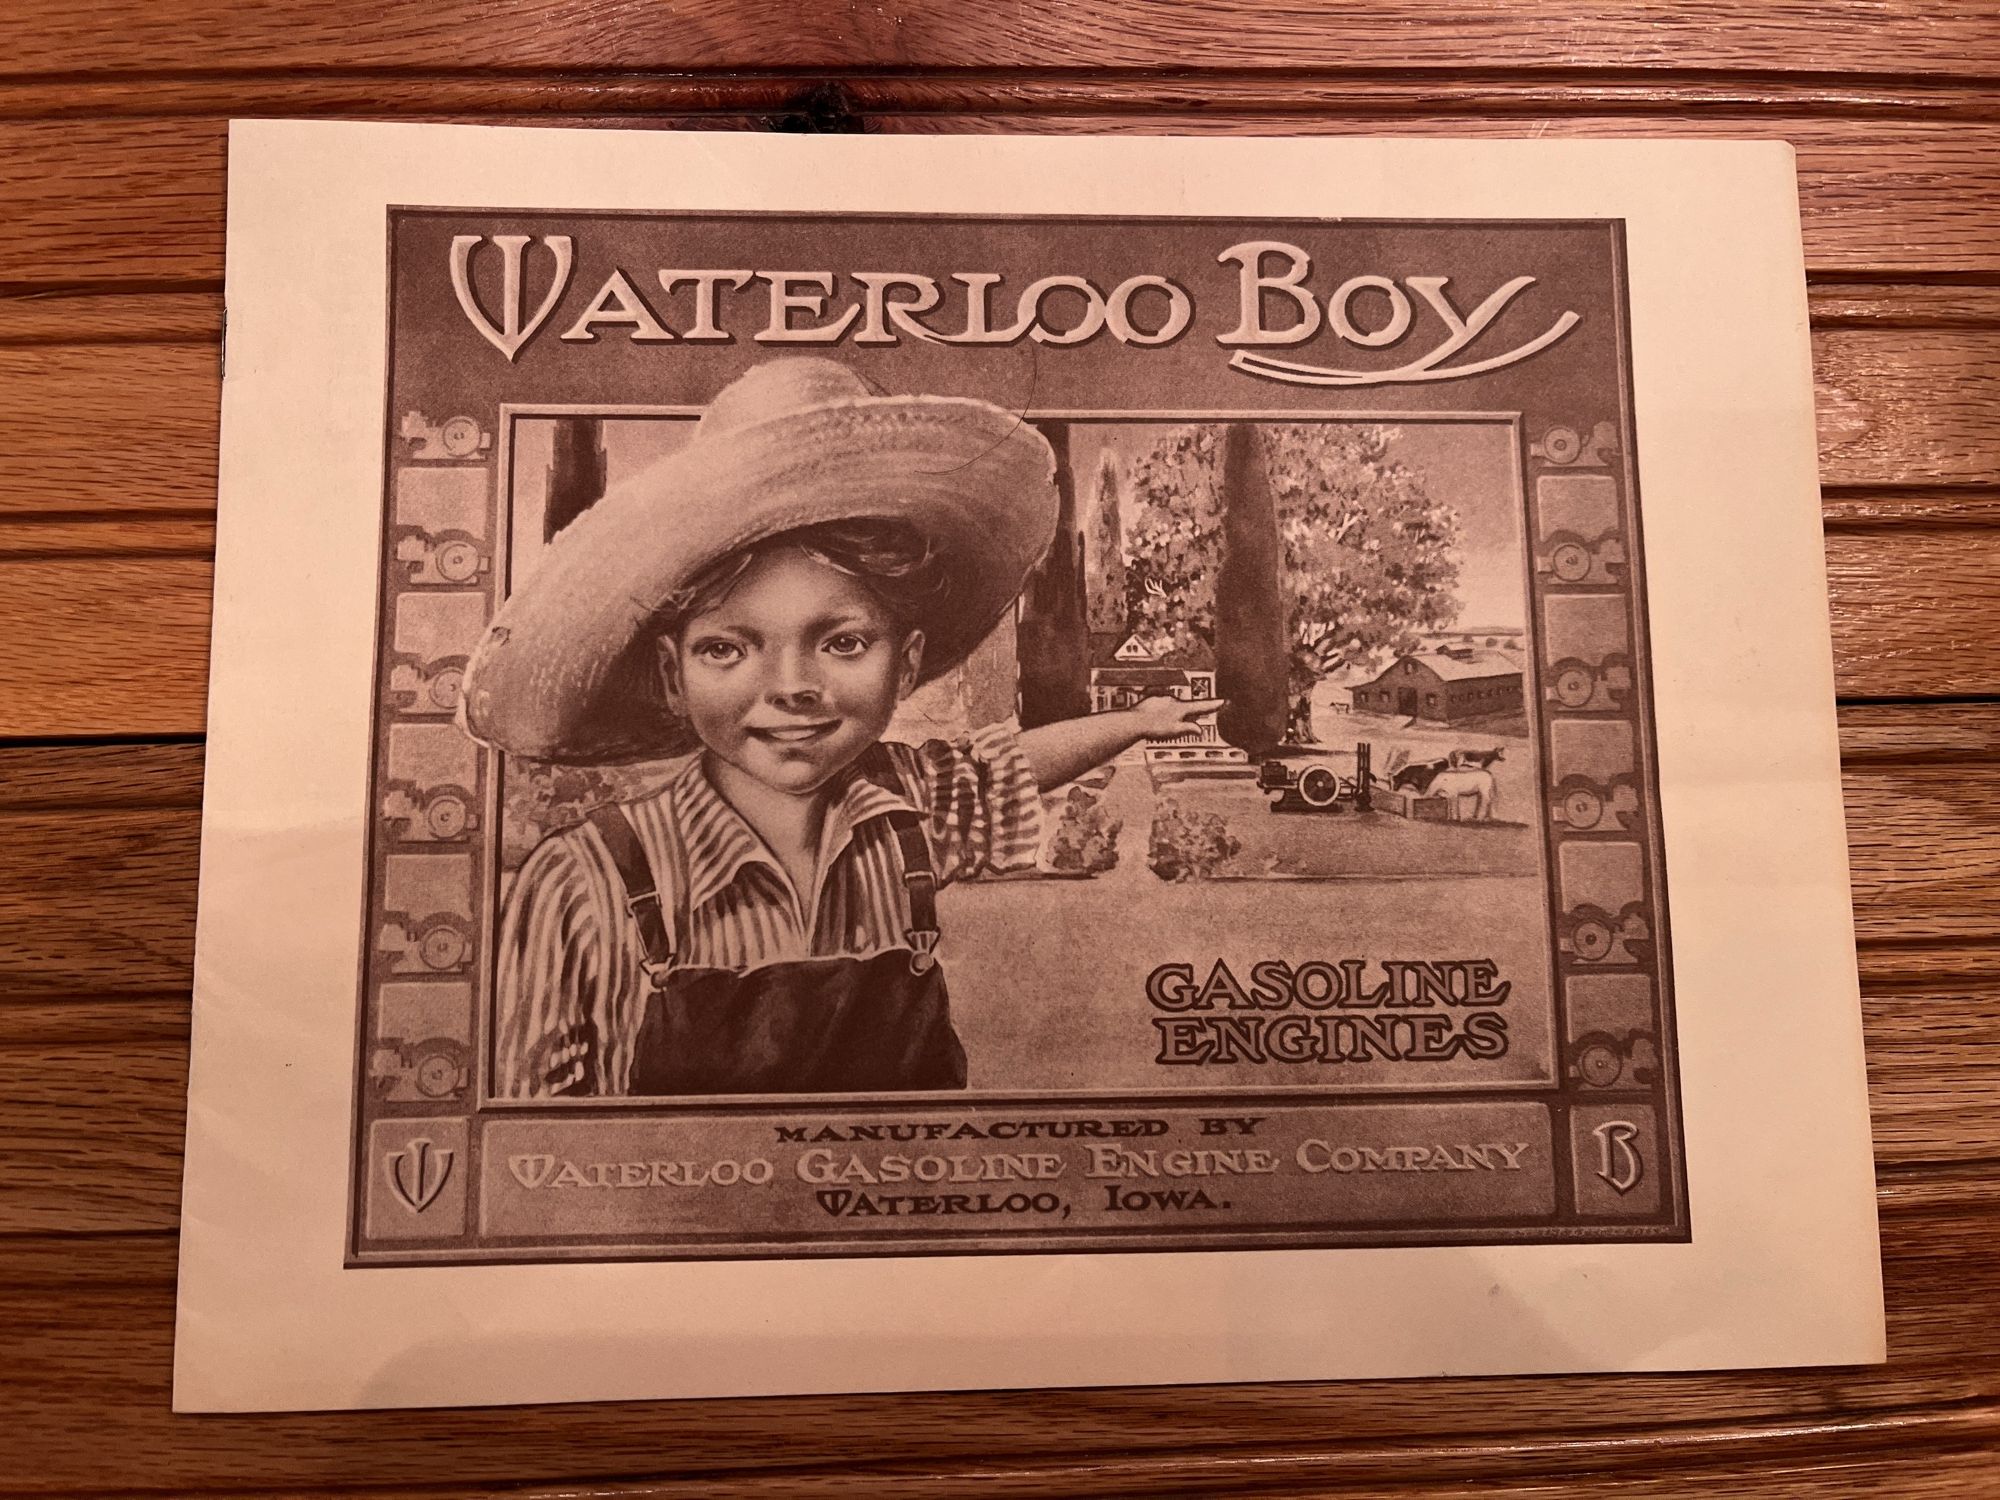 WATERLOO BOY
GASOLINE
ENGINES
MANUFACTURED BY
WATERLOO GASOLINE ENGINE COMPANY
WATERLOO, IOWA.
W
B